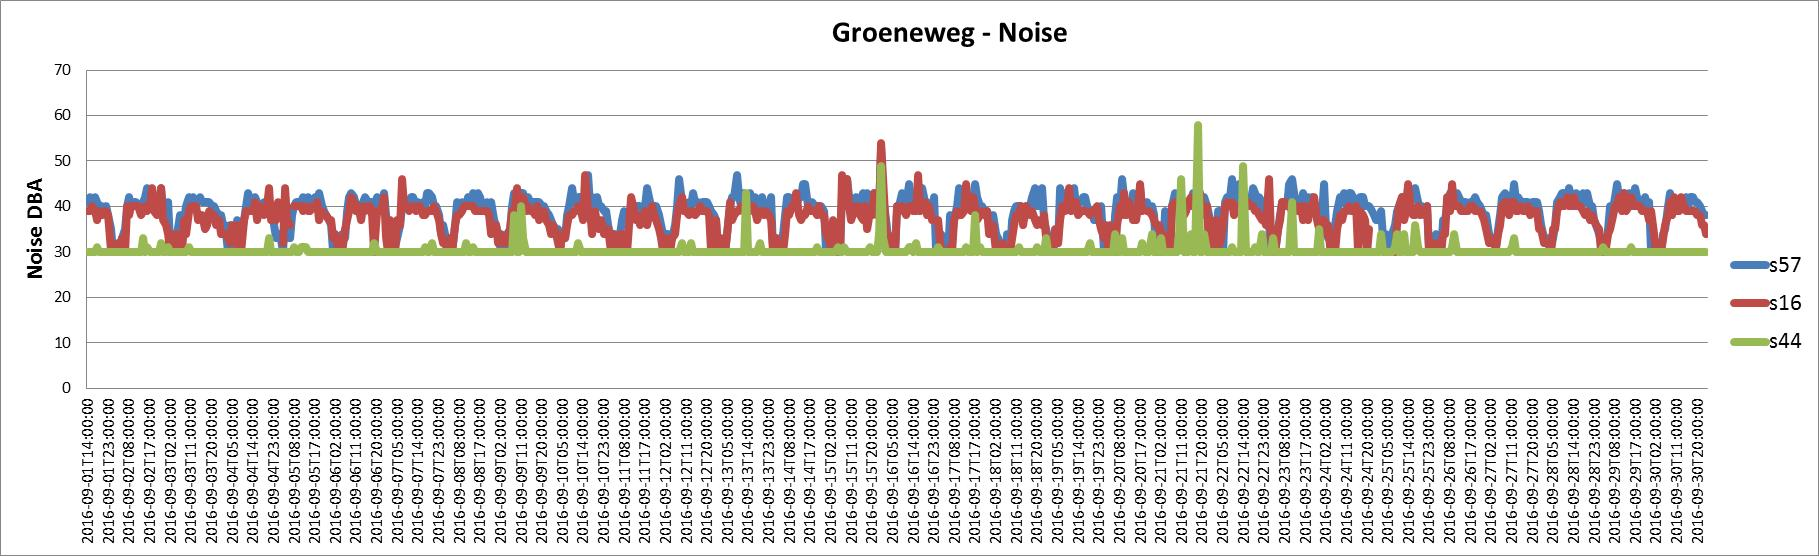 Groeneweg - Noise
Noise DBA
70
60
50
40
30
20
10
0
2016-09-01T14:00:00
2016-09-01T23:00:00
2016-09-02T08:00:00
2016-09-02T17:00:00
2016-09-03T02:00:00
2016-09-03T11:00:00
2016-09-03T20:00:00
2016-09-04T05:00:00
2016-09-04T14:00:00
2016-09-04T23:00:00
2016-09-05T08:00:00
2016-09-05T17:00:00
2016-09-06T02:00:00
2016-09-06T11:00:00
2016-09-06T20:00:00
2016-09-07T05:00:00
2016-09-07T14:00:00
2016-09-07T23:00:00
2016-09-08T08:00:00
2016-09-08T17:00:00
2016-09-09T02:00:00
2016-09-09T11:00:00
2016-09-09T20:00:00
2016-09-10T05:00:00
2016-09-10T14:00:00
2016-09-10T23:00:00
2016-09-11T08:00:00
2016-09-11T17:00:00
2016-09-12T02:00:00
2016-09-12T11:00:00
2016-09-12T20:00:00
2016-09-13T05:00:00
2016-09-13T14:00:00
2016-09-13T23:00:00
2016-09-14T08:00:00
2016-09-14T17:00:00
2016-09-15T02:00:00
2016-09-15T11:00:00
2016-09-15T20:00:00
2016-09-16T05:00:00
2016-09-16T14:00:00
2016-09-16T23:00:00
2016-09-17T08:00:00
2016-09-17T17:00:00
2016-09-18T02:00:00
2016-09-18T11:00:00
2016-09-18T20:00:00
2016-09-19T05:00:00
2016-09-19T14:00:00
2016-09-19T23:00:00
2016-09-20T08:00:00
2016-09-20T17:00:00
2016-09-21T02:00:00
2016-09-21T11:00:00
2016-09-21T20:00:00
2016-09-22T05:00:00
2016-09-22T14:00:00
2016-09-22T23:00:00
2016-09-23T08:00:00
2016-09-23T17:00:00
2016-09-24T02:00:00
2016-09-24T11:00:00
2016-09-24T20:00:00
2016-09-25T05:00:00
2016-09-25T14:00:00
2016-09-25T23:00:00
2016-09-26T08:00:00
2016-09-26T17:00:00
2016-09-27T02:00:00
2016-09-27T11:00:00
2016-09-27T20:00:00
2016-09-28T05:00:00
2016-09-28T14:00:00
2016-09-28T23:00:00
2016-09-29T08:00:00
2016-09-29T17:00:00
2016-09-30T02:00:00
2016-09-30T11:00:00
2016-09-30T20:00:00
s57
s16
s44